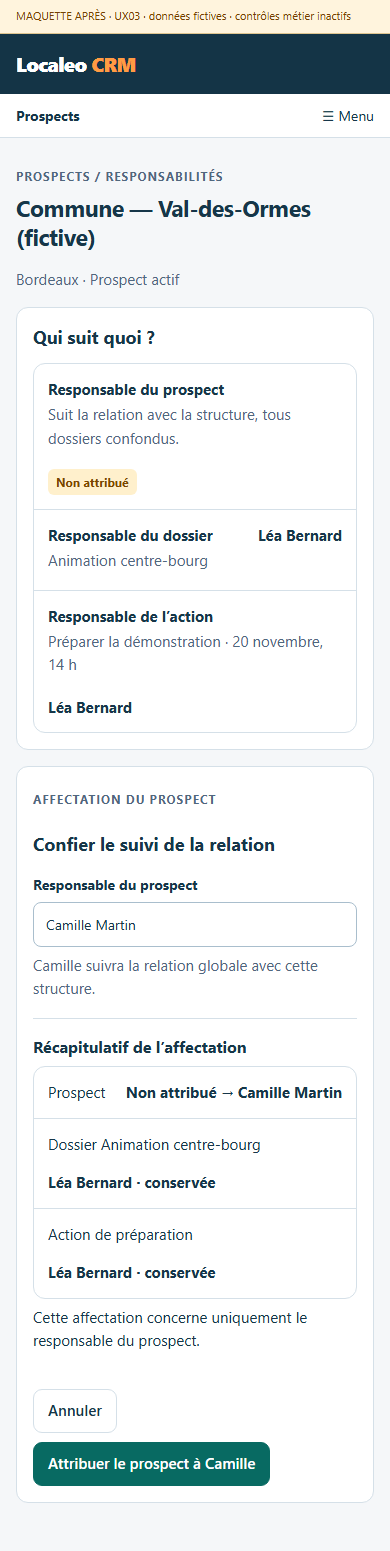 MAQUETTE APRÈS · UX03 · données fictives · contrôles métier inactifs
Localeo CRM
Prospects
☰ Menu
PROSPECTS / RESPONSABILITÉS
Commune — Val-des-Ormes
(fictive)
Bordeaux · Prospect actif
Qui suit quoi ?
Responsable du prospect
Suit la relation avec la structure, tous
dossiers confondus.
Non attribué
Responsable du dossier
Léa Bernard
Animation centre-bourg
Responsable de l’action
Préparer la démonstration · 20 novembre,
14 h
Léa Bernard
AFFECTATION DU PROSPECT
Confier le suivi de la relation
Responsable du prospect
Camille Martin
Camille suivra la relation globale avec cette
structure.
Récapitulatif de l’affectation
Prospect
Non attribué → Camille Martin
Dossier Animation centre-bourg
Léa Bernard · conservée
Action de préparation
Léa Bernard · conservée
Cette affectation concerne uniquement le
responsable du prospect.
Annuler
Attribuer le prospect à Camille